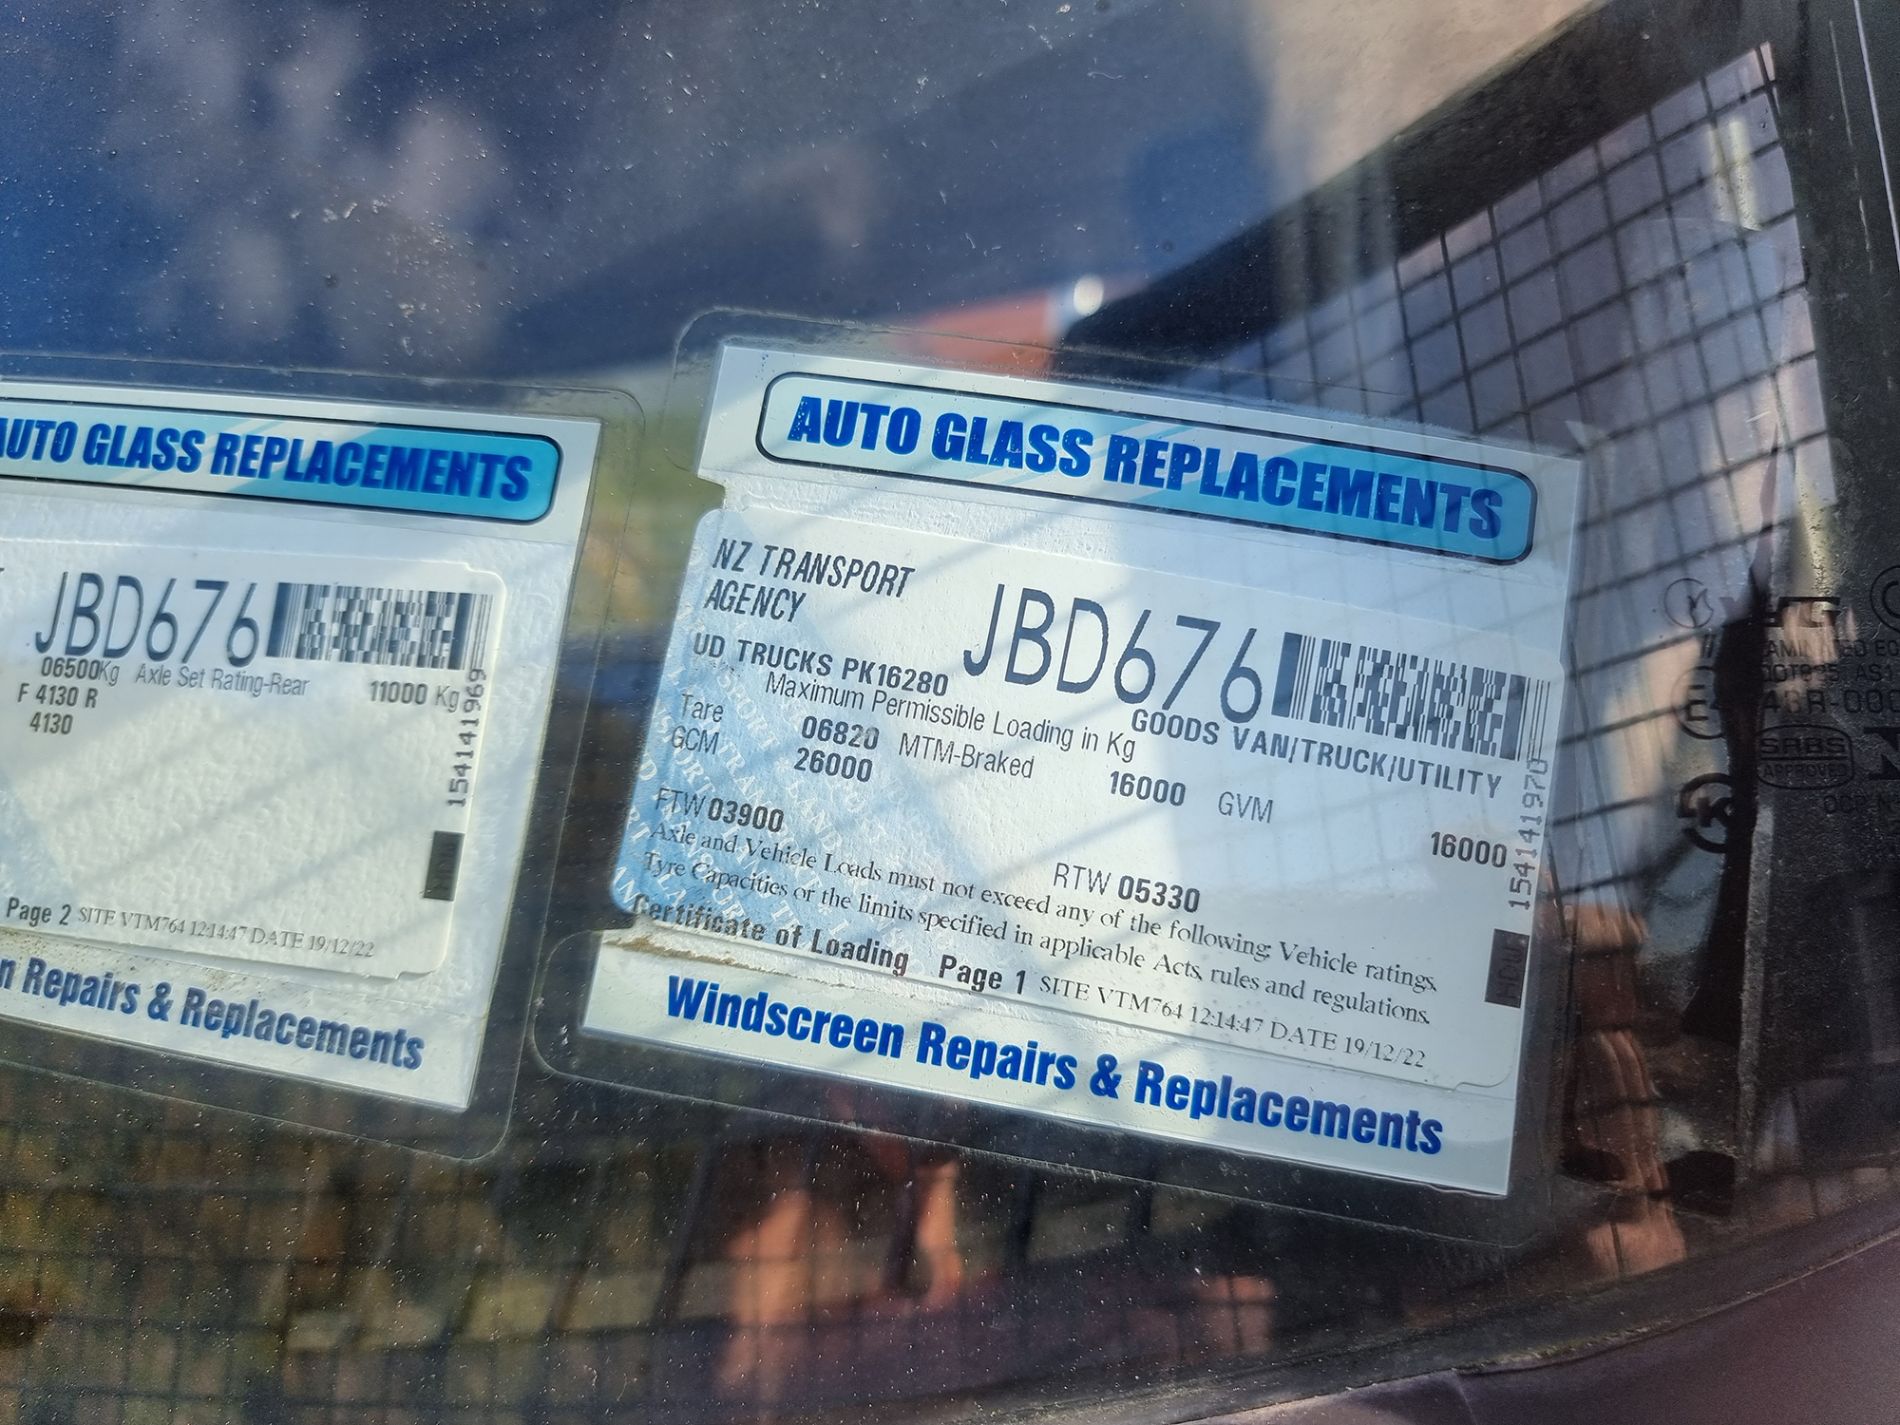 AUTO GLASS REPLACEMENTS
JBD676
06500Kg Axle Set Rating-Rear 11000 Kg
F 4130 R
4130
154141969
Page 2 SITE VTM764 12:14:47 DATE 19/12/22
Repairs & Replacements
AUTO GLASS REPLACEMENTS
NZ TRANSPORT
AGENCY
JBD676
UD TRUCKS PK16280
GOODS VAN/TRUCK/UTILITY
Maximum Permissible Loading in Kg
Tare 06820 MTM-Braked 16000 GVM 16000
GCM 26000
FTW 03900 RTW 05330
Axle and Vehicle Loads must not exceed any of the following: Vehicle ratings,
Tyre Capacities or the limits specified in applicable Acts, rules and regulations.
Certificate of Loading Page 1 SITE VTM764 12:14:47 DATE 19/12/22
154141970
Windscreen Repairs & Replacements
SABS
APPROVED